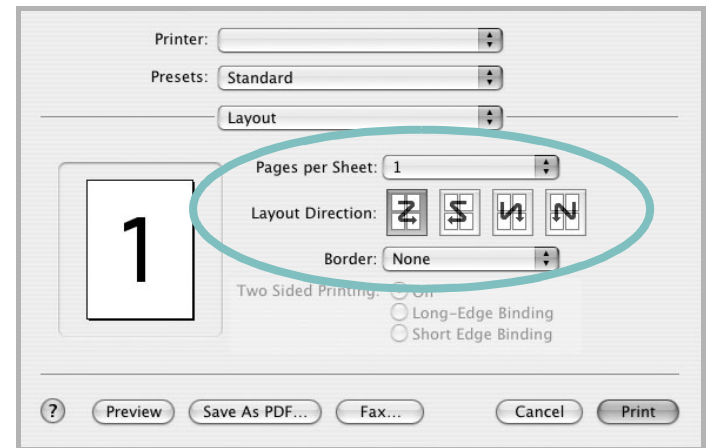 Printer:
Presets: Standard
Layout
Pages per Sheet: 1
Layout Direction:
Border: None
1
Two Sided Printing: Off
Long-Edge Binding
Short Edge Binding
? Preview Save As PDF... Fax... Cancel Print